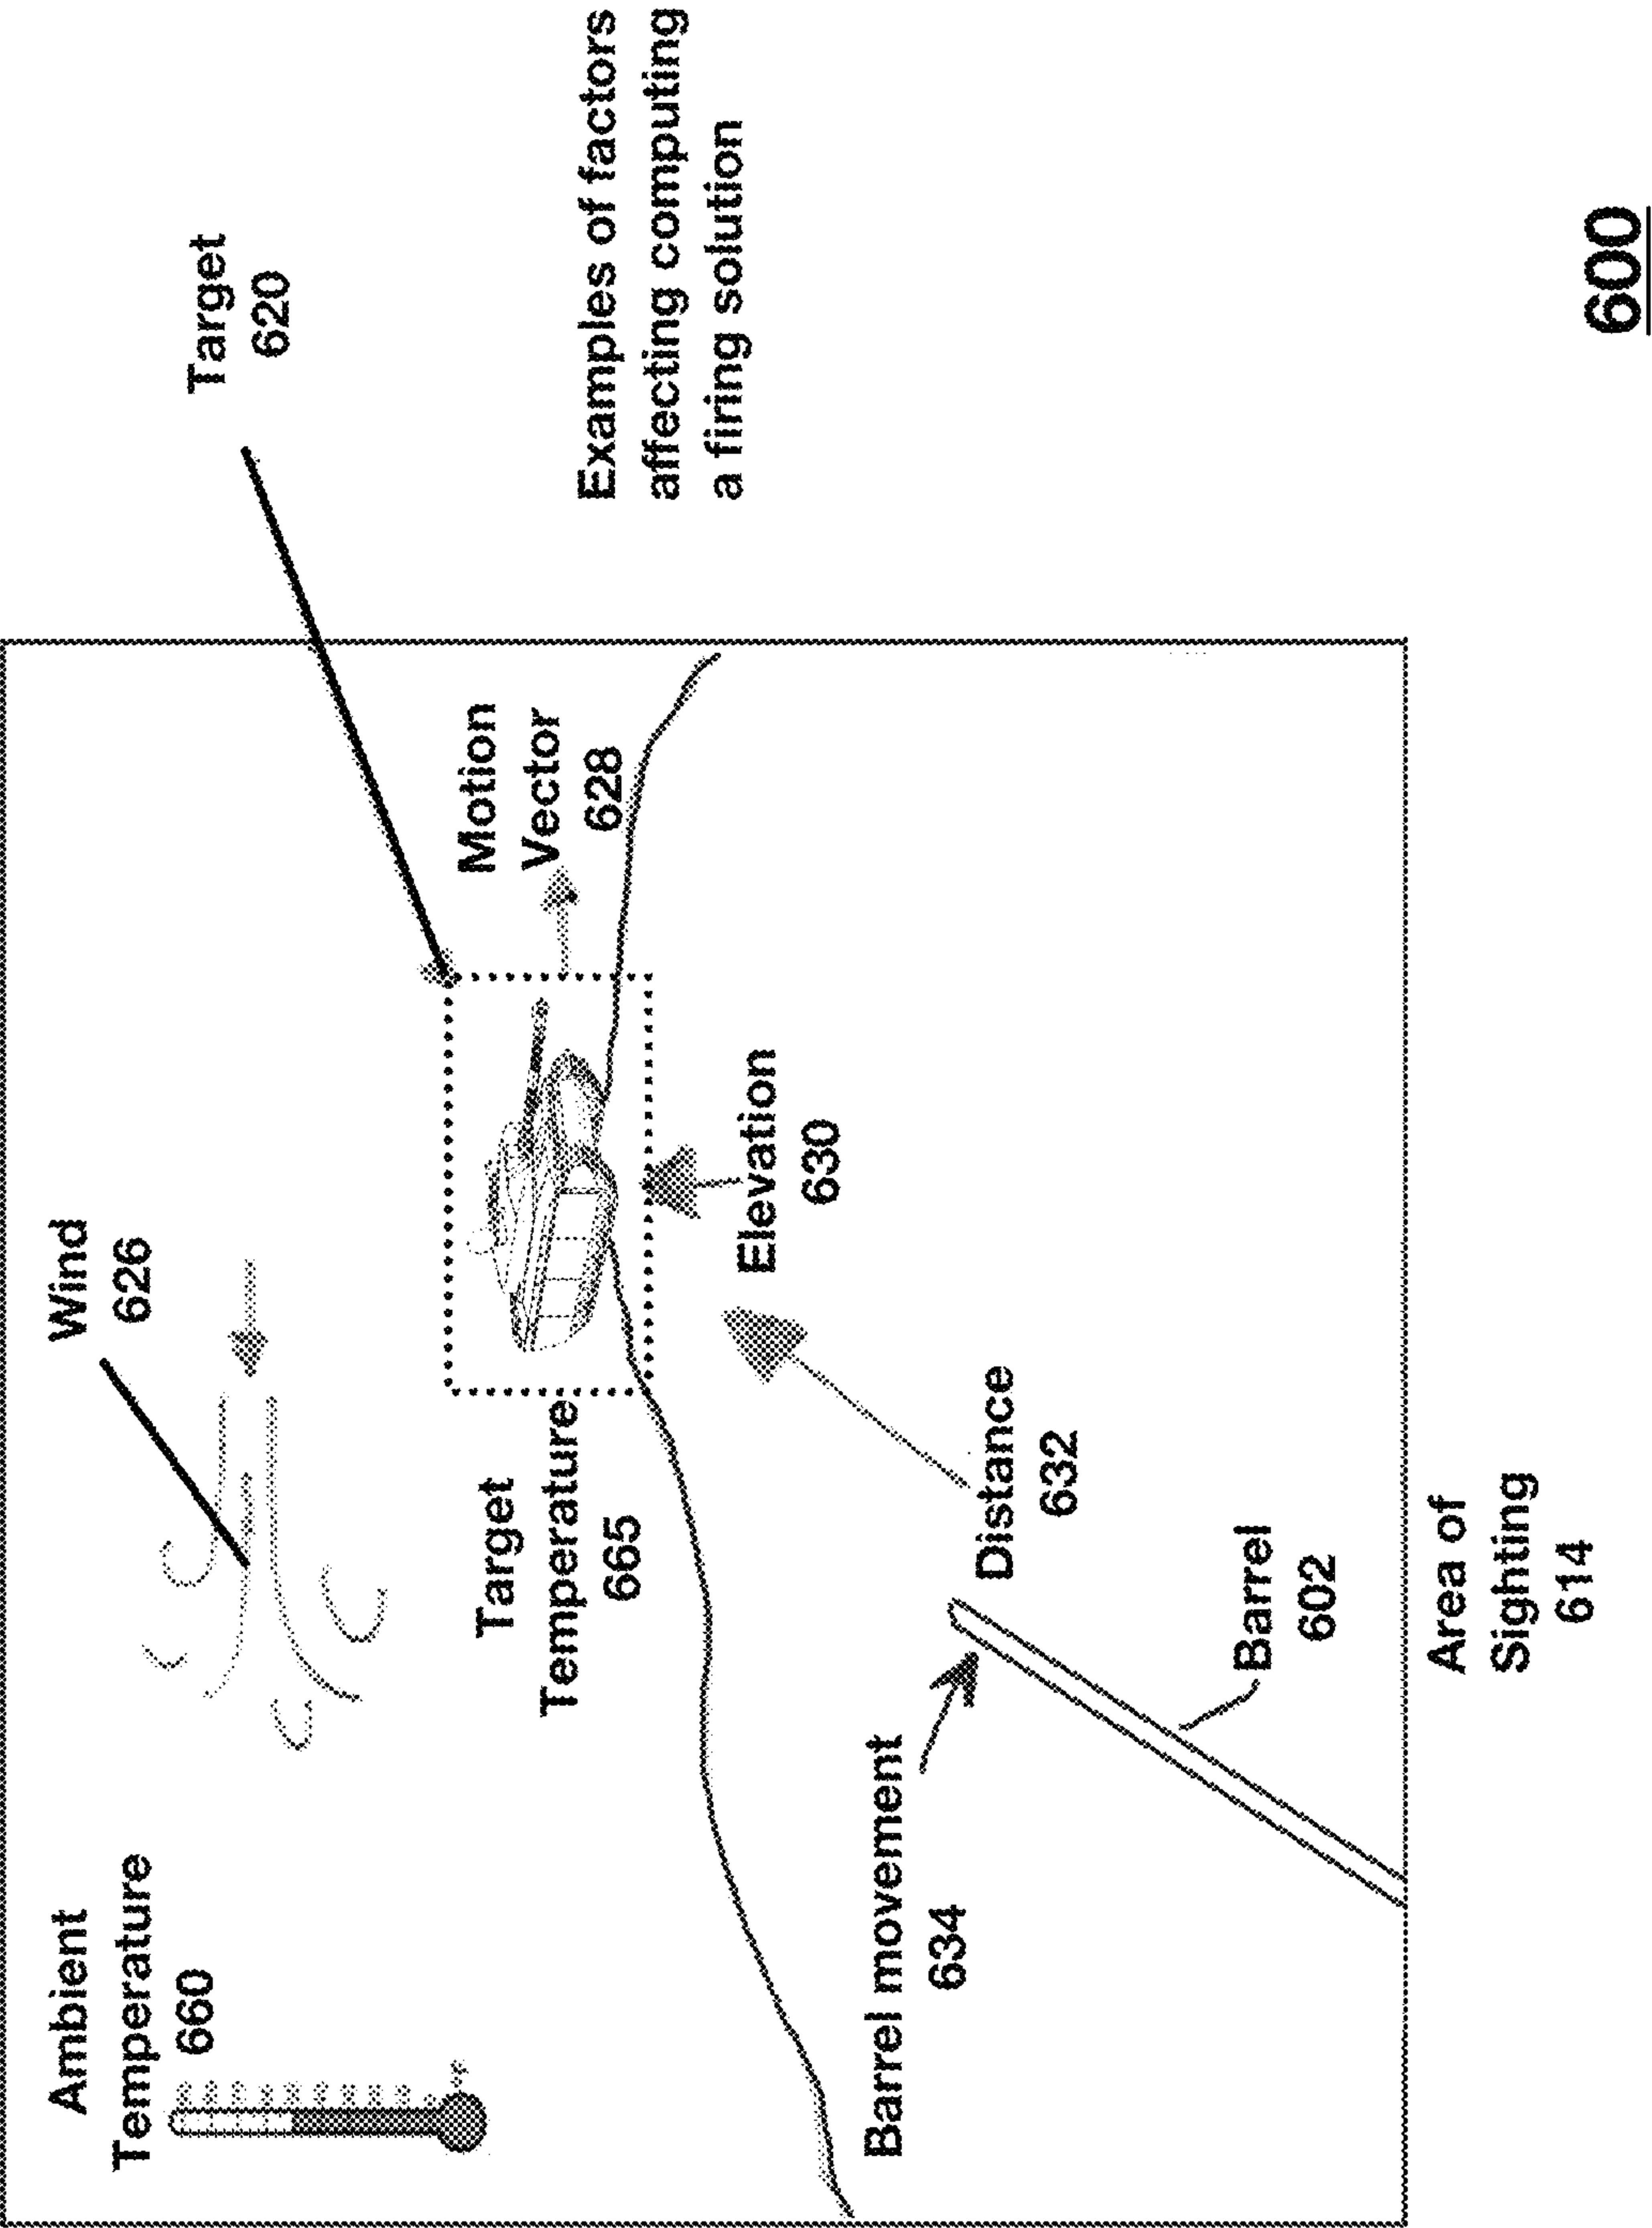 Ambient
Temperature
660
Wind
626
Target
620
Target
Temperature
665
Motion
Vector
628
Examples of factors
affecting computing
a firing solution
Elevation
630
Distance
632
Barrel movement
634
Barrel
602
Area of
Sighting
614
600